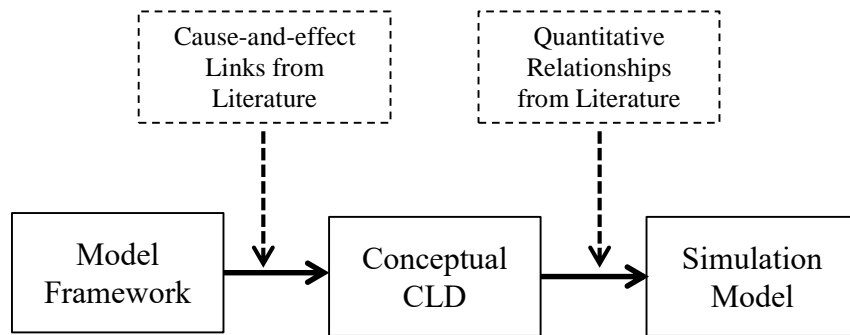 Cause-and-effect
Links from
Literature
Quantitative
Relationships
from Literature
Model
Framework
Conceptual
CLD
Simulation
Model